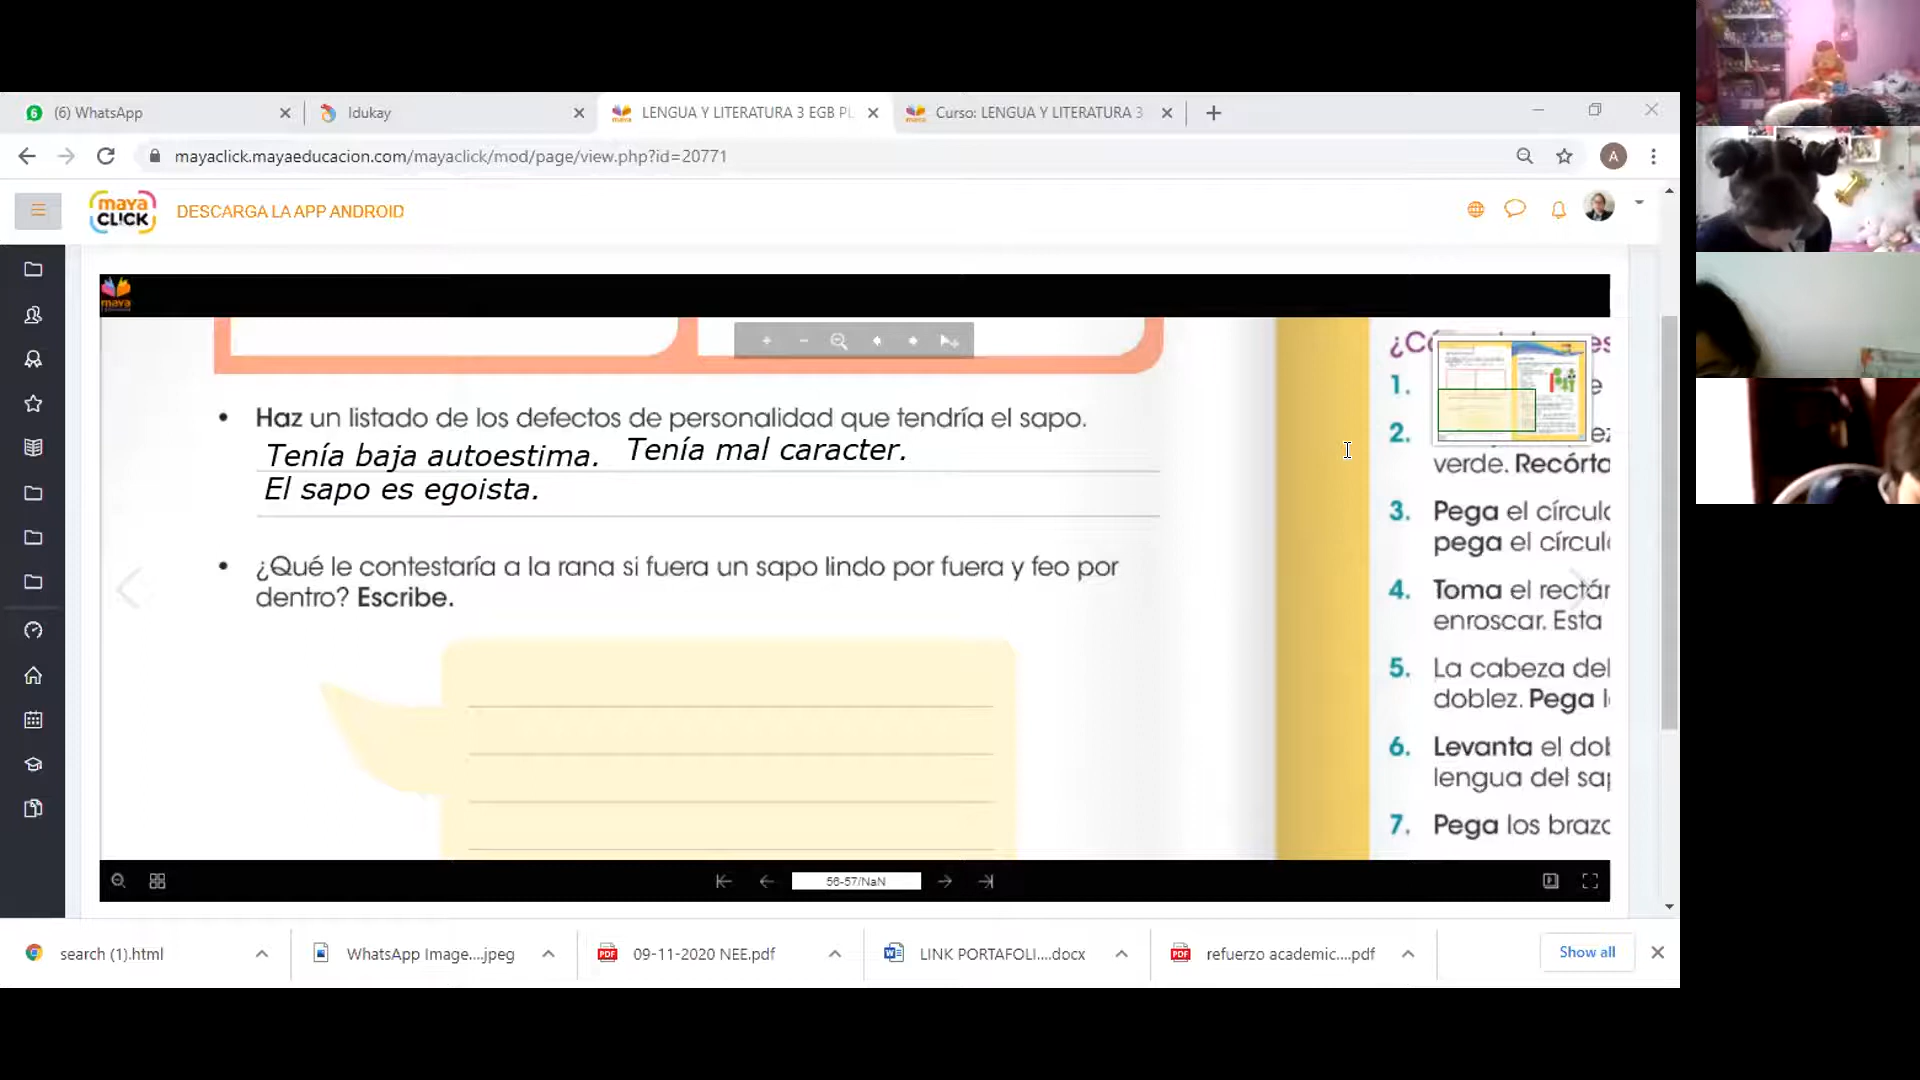 (6) WhatsApp
Idukay
LENGUA Y LITERATURA 3 EGB PL
Curso: LENGUA Y LITERATURA 3
mayaclick.mayaeducacion.com/mayaclick/mod/page/view.php?id=20771
A
maya
CLICK
DESCARGA LA APP ANDROID
maya
• Haz un listado de los defectos de personalidad que tendría el sapo.
Tenía baja autoestima. Tenía mal caracter.
El sapo es egoista.
• ¿Qué le contestaría a la rana si fuera un sapo lindo por fuera y feo por
dentro? Escribe.
1.
2.
verde. Recórta
3. Pega el círculo
pega el círcul
4. Toma el rectán
enroscar. Esta
5. La cabeza del
doblez. Pega l
6. Levanta el dob
lengua del sap
7. Pega los brazo
56-57/NaN
search (1).html
WhatsApp Image....jpeg
09-11-2020 NEE.pdf
LINK PORTAFOLI....docx
refuerzo academic....pdf
Show all